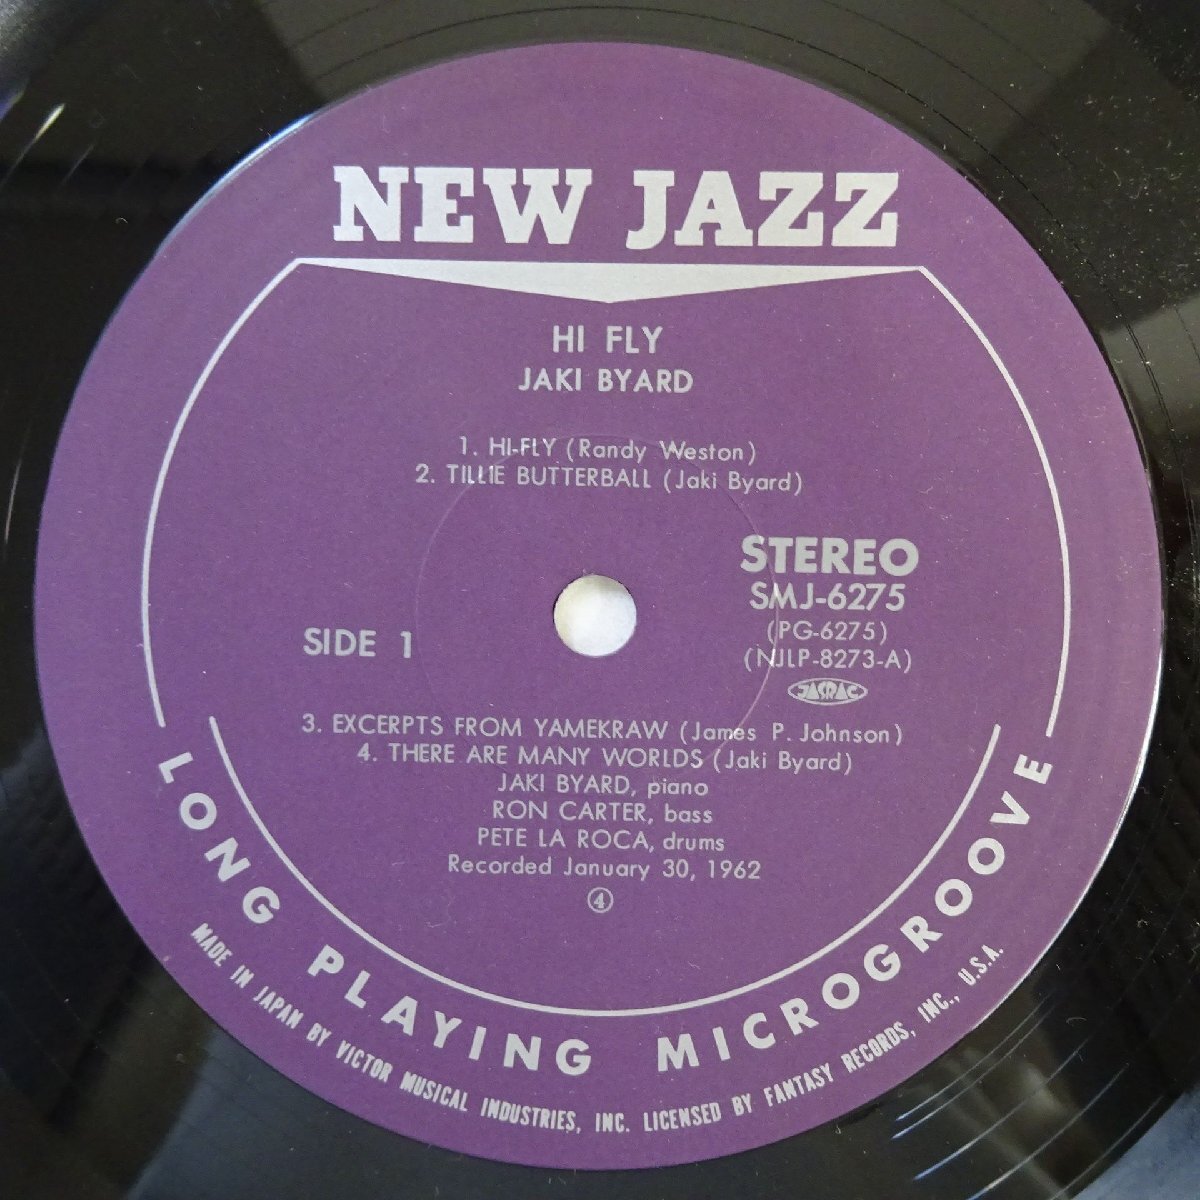 NEW JAZZ
HI FLY
JAKI BYARD
1. HI-FLY (Randy Weston)
2. TILLIE BUTTERBALL (Jaki Byard)
STEREO
SMJ-6275
(PG-6275)
(NJLP-8273-A)
JASRAC
SIDE 1
3. EXCERPTS FROM YAMEKRAW (James P. Johnson)
4. THERE ARE MANY WORLDS (Jaki Byard)
JAKI BYARD, piano
RON CARTER, bass
PETE LA ROCA, drums
Recorded January 30, 1962
④
LONG PLAYING MICROGROOVE
MADE IN JAPAN BY VICTOR MUSICAL INDUSTRIES, INC. LICENSED BY FANTASY RECORDS, INC., U.S.A.